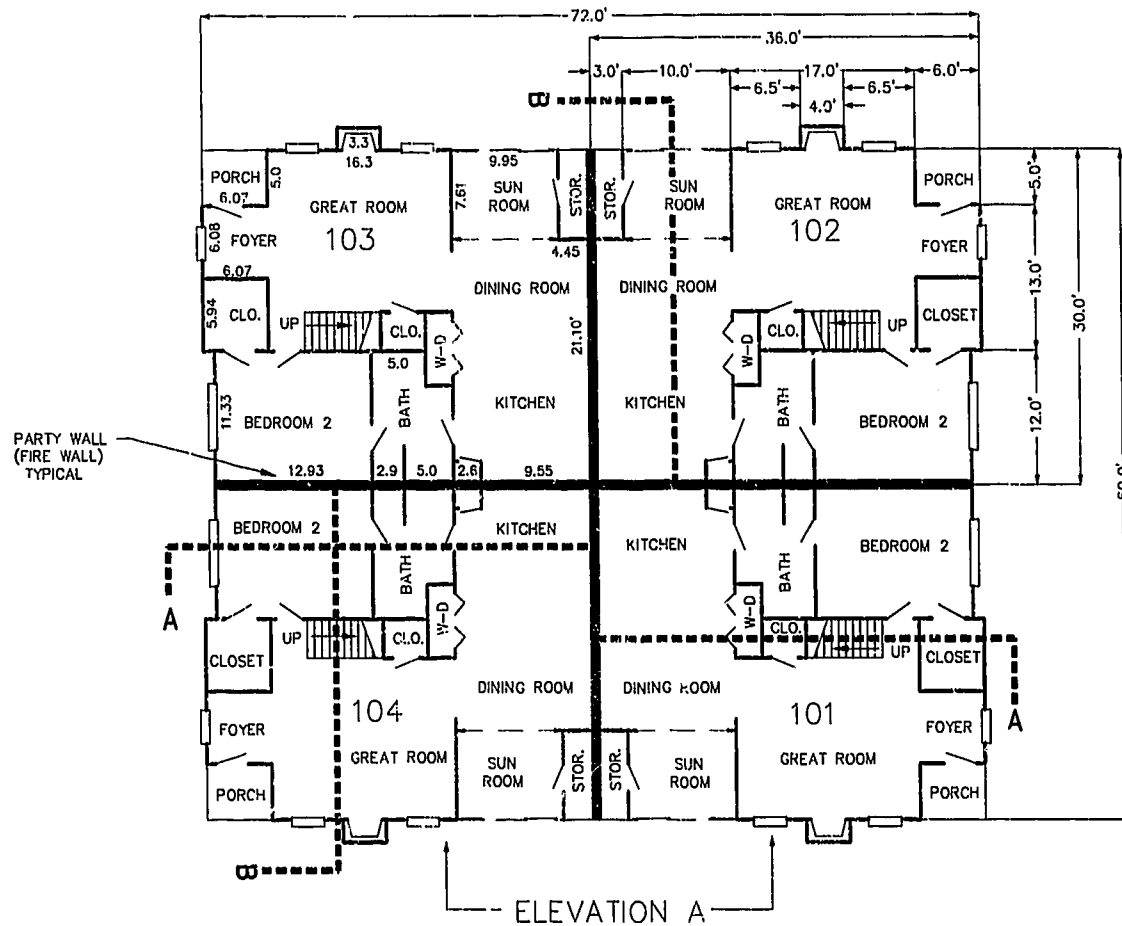 72.0'
36.0'
3.0' 10.0' 17.0' 6.0'
6.5' 4.0' 6.5'
B
3.3
16.3
9.95
PORCH
5.0
6.07
GREAT ROOM
103
7.61
SUN ROOM
STOR.
STOR.
SUN ROOM
GREAT ROOM
102
PORCH
5.0'
6.08
FOYER
6.07
4.45
FOYER
DINING ROOM
DINING ROOM
13.0'
30.0'
5.94
CLO.
UP
CLO.
5.0
W-D
21.10'
W-D
CLO.
UP
CLOSET
11.33
BEDROOM 2
BATH
KITCHEN
KITCHEN
BATH
BEDROOM 2
12.0'
PARTY WALL
(FIRE WALL)
TYPICAL
12.93 2.9 5.0 2.6 9.55
BEDROOM 2
KITCHEN
KITCHEN
BEDROOM 2
A
BATH
BATH
UP
CLO.
W-D
W-D
CLO.
UP
CLOSET
CLOSET
A
DINING ROOM
DINING ROOM
104
101
FOYER
FOYER
GREAT ROOM
SUN ROOM
STOR.
STOR.
SUN ROOM
GREAT ROOM
PORCH
PORCH
B
ELEVATION A